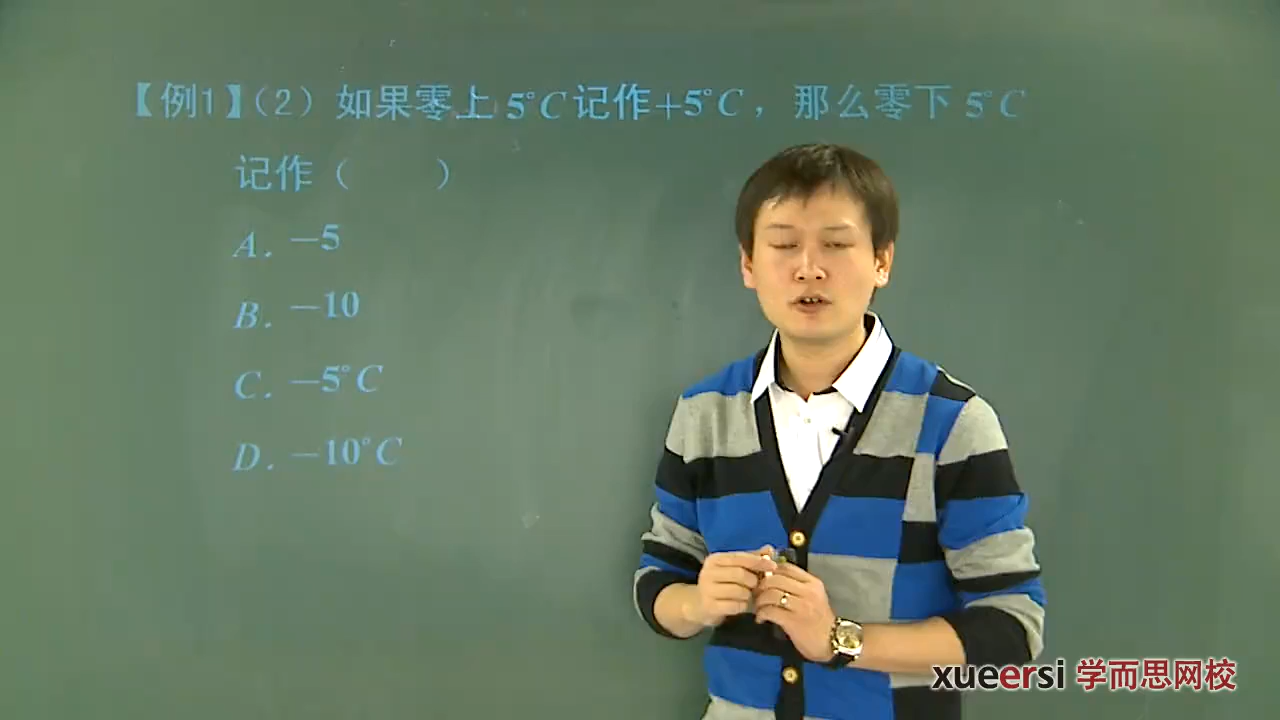 【例1】（2）如果零上 5°C 记作+5°C，那么零下 5°C
记作（　　）
A. −5
B. −10
C. −5°C
D. −10°C
xueersi 学而思网校